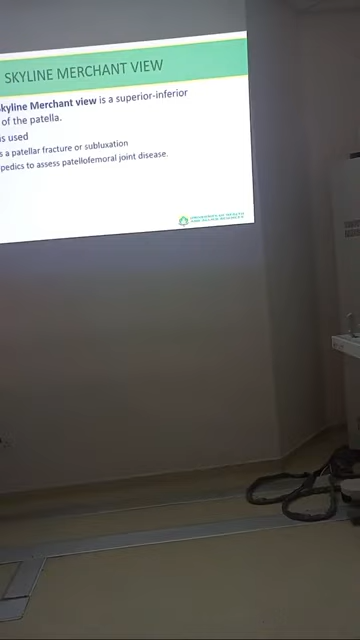 SKYLINE MERCHANT VIEW
kyline Merchant view is a superior-inferior
of the patella.
is used
s a patellar fracture or subluxation
pedics to assess patellofemoral joint disease.